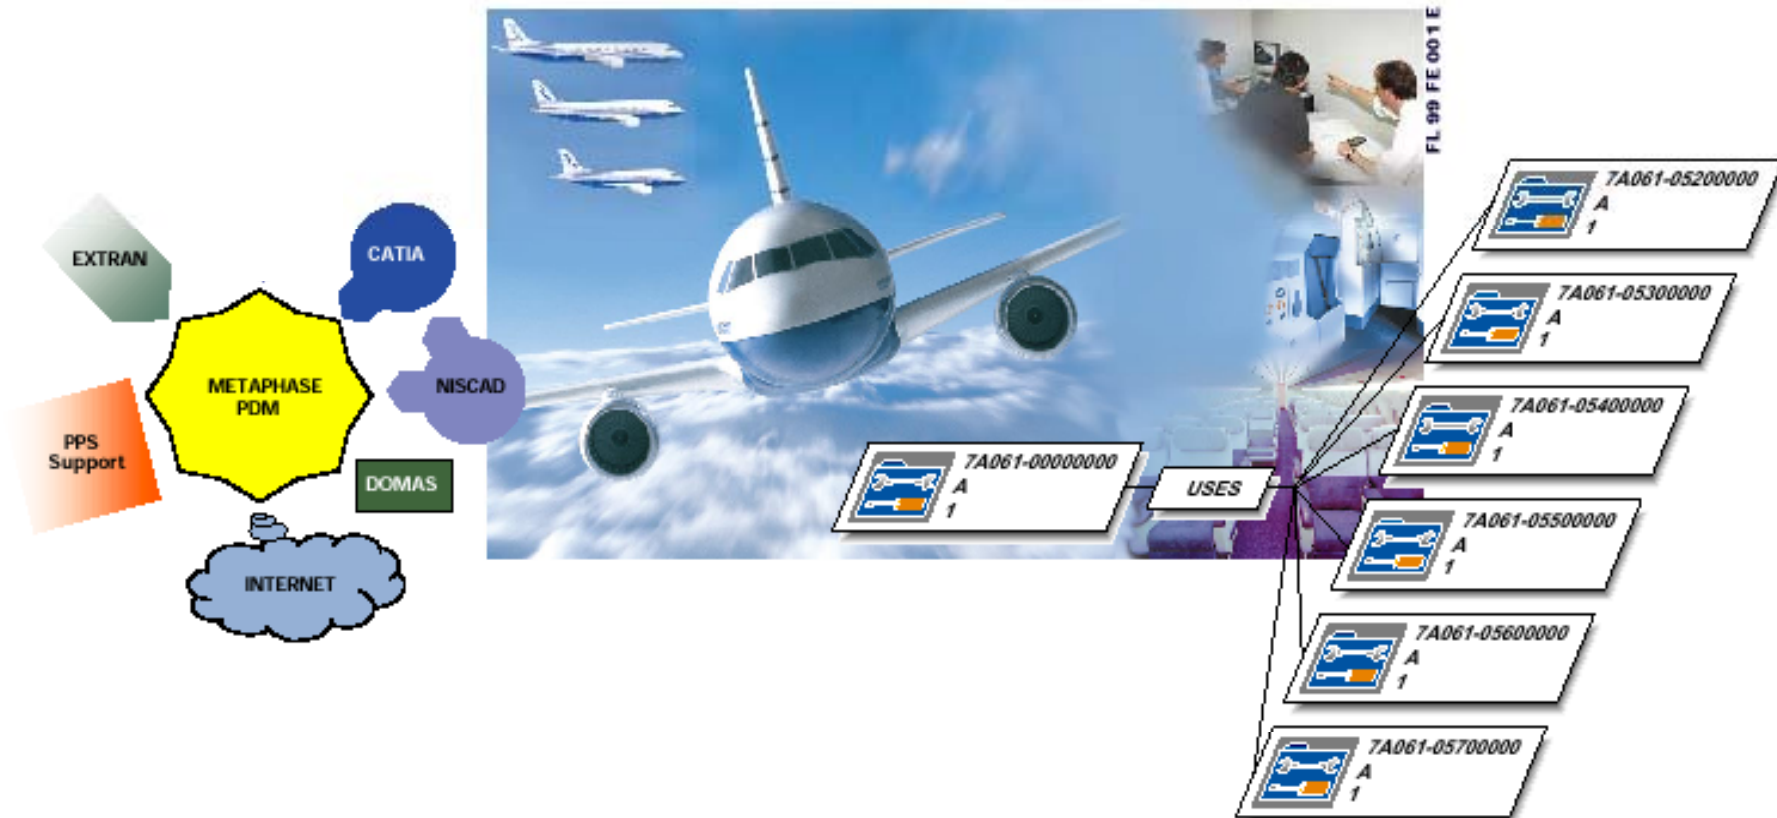 EXTRAN
CATIA
METAPHASE
PDM
NISCAD
PPS
Support
DOMAS
INTERNET
FL 99 FE 001 E
7A061-00000000
A
1
USES
7A061-05200000
A
1
7A061-05300000
A
1
7A061-05400000
A
1
7A061-05500000
A
1
7A061-05600000
A
1
7A061-05700000
A
1